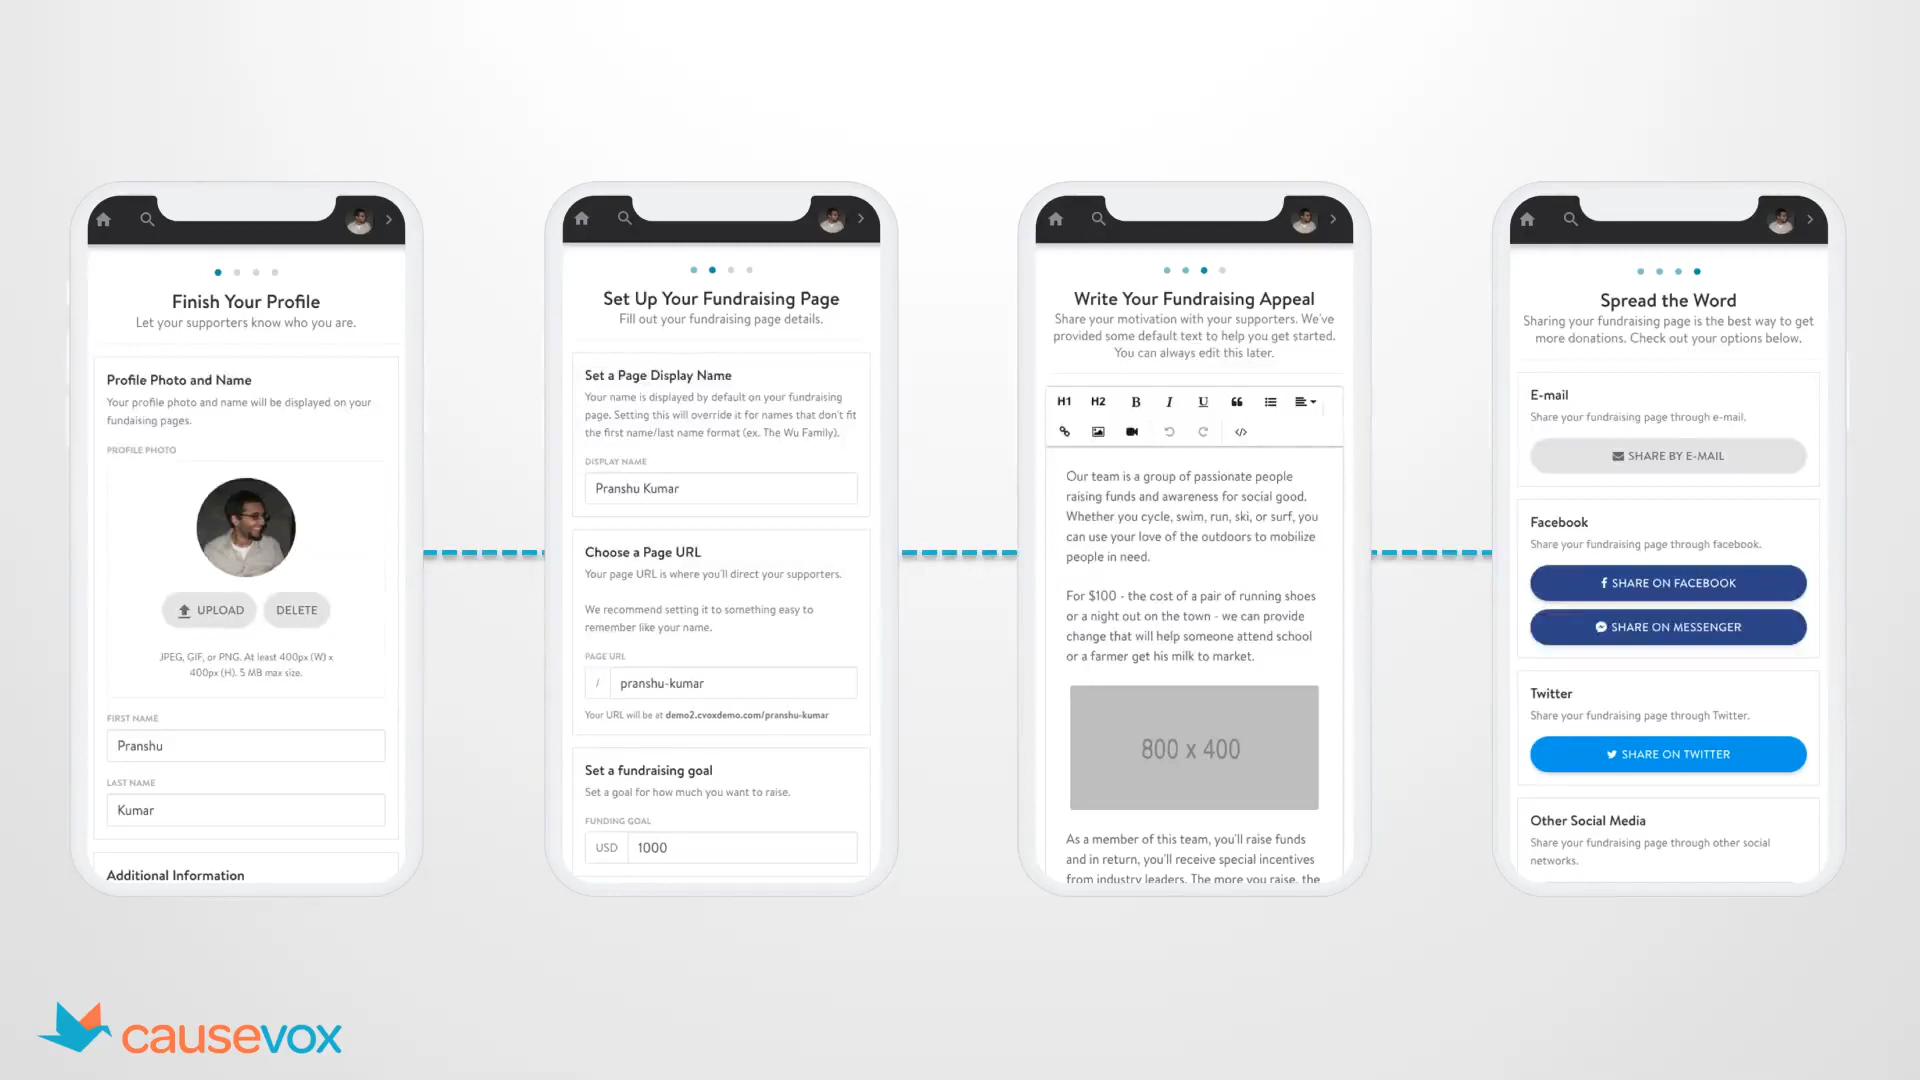 Finish Your Profile
Let your supporters know who you are.
Profile Photo and Name
Your profile photo and name will be displayed on your
fundaising pages.
PROFILE PHOTO
UPLOAD
DELETE
JPEG, GIF, or PNG. At least 400px (W) x
400px (H). 5 MB max size.
FIRST NAME
Pranshu
LAST NAME
Kumar
Additional Information
Set Up Your Fundraising Page
Fill out your fundraising page details.
Set a Page Display Name
Your name is displayed by default on your fundraising
page. Setting this will override it for names that don't fit
the first name/last name format (ex. The Wu Family).
DISPLAY NAME
Pranshu Kumar
Choose a Page URL
Your page URL is where you'll direct your supporters.
We recommend setting it to something easy to
remember like your name.
PAGE URL
/ pranshu-kumar
Your URL will be at demo2.cvoxdemo.com/pranshu-kumar
Set a fundraising goal
Set a goal for how much you want to raise.
FUNDING GOAL
USD 1000
Write Your Fundraising Appeal
Share your motivation with your supporters. We've
provided some default text to help you get started.
You can always edit this later.
H1 H2 B I U
Our team is a group of passionate people
raising funds and awareness for social good.
Whether you cycle, swim, run, ski, or surf, you
can use your love of the outdoors to mobilize
people in need.
For $100 - the cost of a pair of running shoes
or a night out on the town - we can provide
change that will help someone attend school
or a farmer get his milk to market.
800 x 400
As a member of this team, you'll raise funds
and in return, you'll receive special incentives
from industry leaders. The more you raise, the
Spread the Word
Sharing your fundraising page is the best way to get
more donations. Check out your options below.
E-mail
Share your fundraising page through e-mail.
SHARE BY E-MAIL
Facebook
Share your fundraising page through facebook.
SHARE ON FACEBOOK
SHARE ON MESSENGER
Twitter
Share your fundraising page through Twitter.
SHARE ON TWITTER
Other Social Media
Share your fundraising page through other social
networks.
causevox